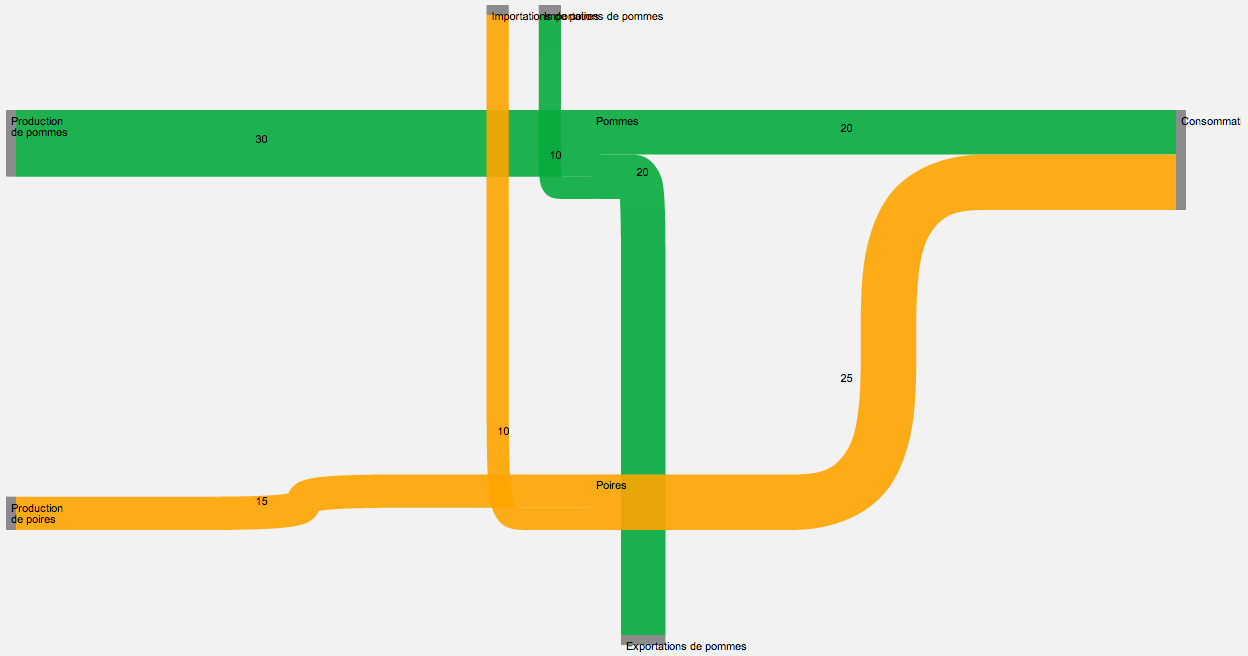 Importations de poires
Importations de pommes
Production
de pommes
30
Pommes
20
Consommati
10
20
25
10
Poires
15
Production
de poires
Exportations de pommes